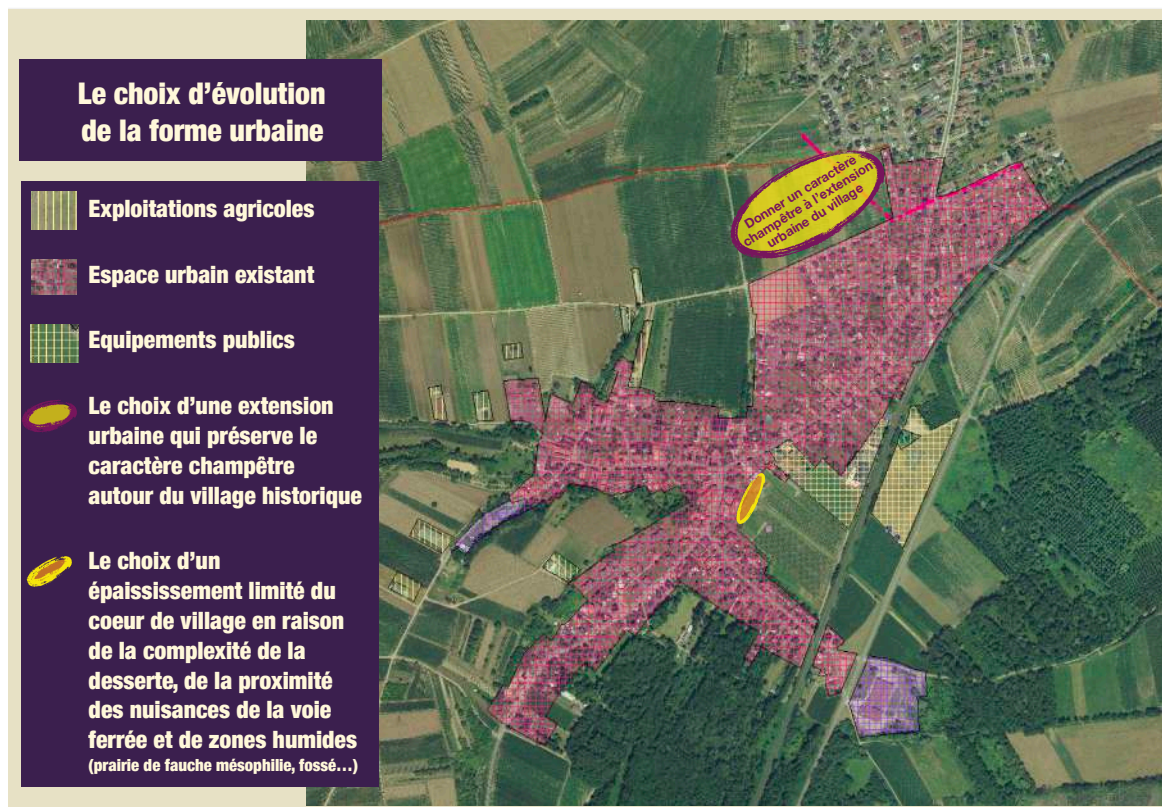 Le choix d'évolution
de la forme urbaine
Exploitations agricoles
Espace urbain existant
Equipements publics
Le choix d'une extension
urbaine qui préserve le
caractère champêtre
autour du village historique
Le choix d'un
épaississement limité du
coeur de village en raison
de la complexité de la
desserte, de la proximité
des nuisances de la voie
ferrée et de zones humides
(prairie de fauche mésophilie, fossé...)
Donner un caractère
champêtre à l'extension
urbaine du village